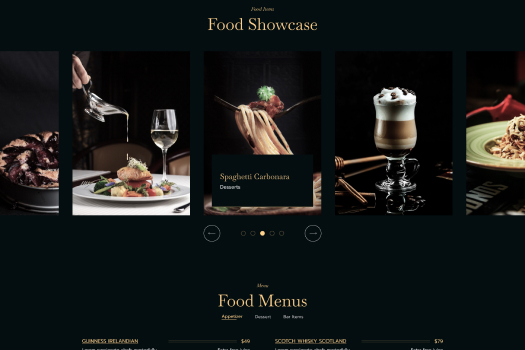 Food Items
Food Showcase
Spaghetti Carbonara
Desserts
Menu
Food Menus
Appetizer Dessert Bar Items
GUINNESS IRELANDIAN $49
SCOTCH WHISKY SCOTLAND $79